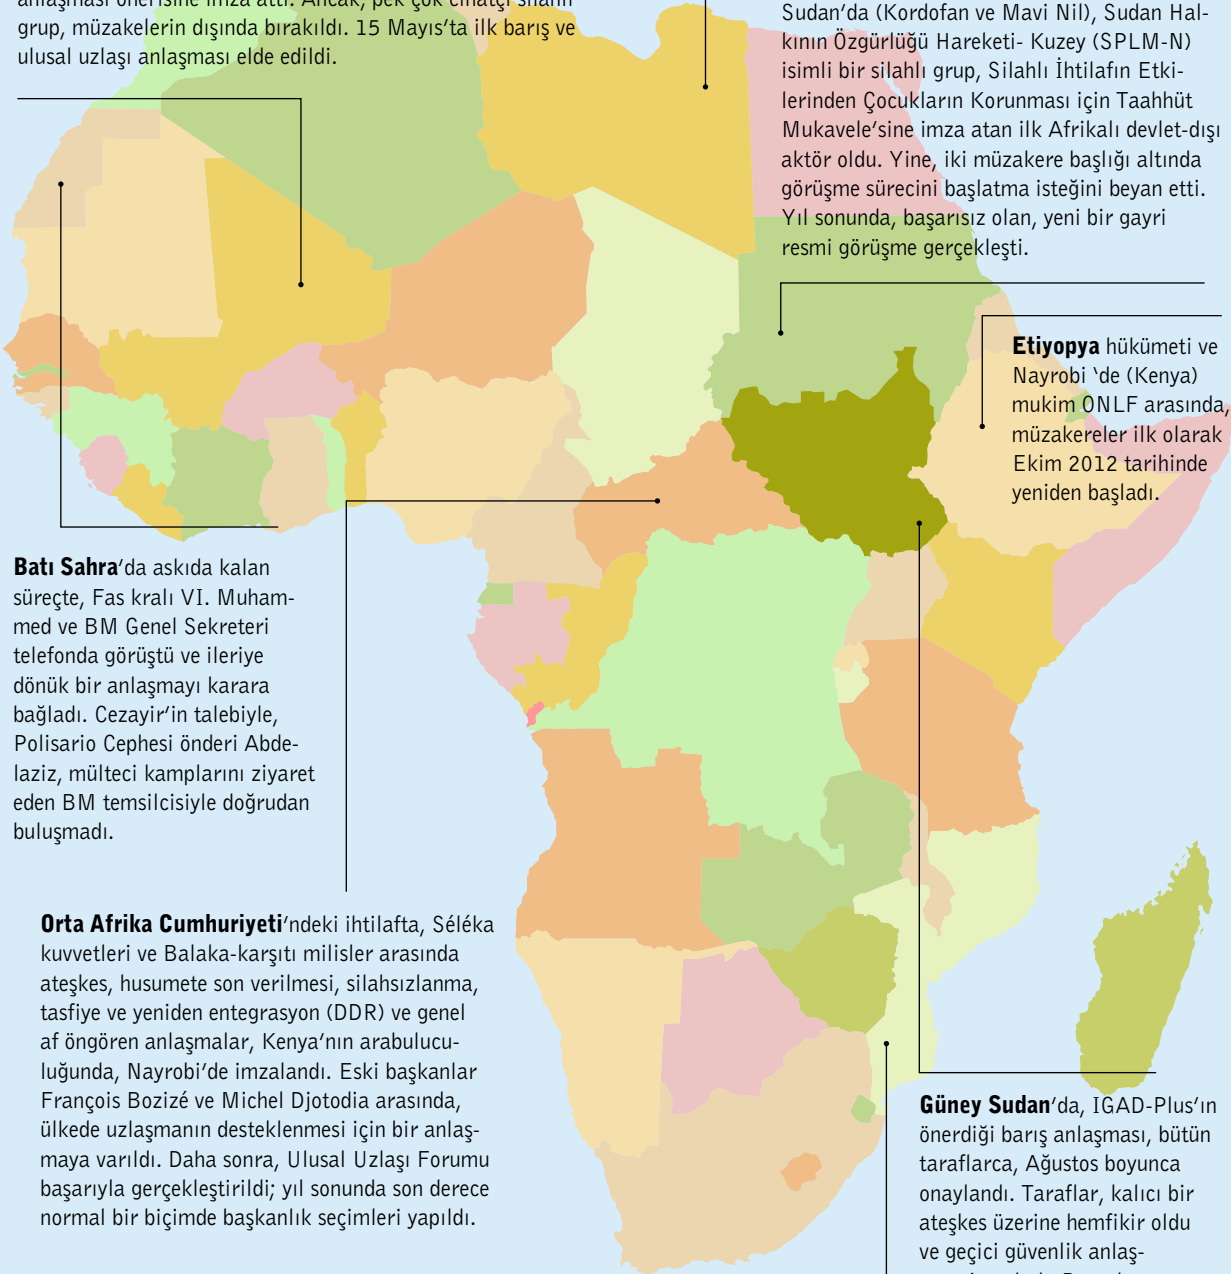 anlaşması önerisine imza attı. Ancak, pek çok cihatçı silahlı
grup, müzakelerin dışında bırakıldı. 15 Mayıs’ta ilk barış ve
ulusal uzlaşı anlaşması elde edildi.
Sudan’da (Kordofan ve Mavi Nil), Sudan Hal-
kının Özgürlüğü Hareketi- Kuzey (SPLM-N)
isimli bir silahlı grup, Silahlı İhtilafın Etki-
lerinden Çocukların Korunması için Taahhüt
Mukavele’sine imza atan ilk Afrikalı devlet-dışı
aktör oldu. Yine, iki müzakere başlığı altında
görüşme sürecini başlatma isteğini beyan etti.
Yıl sonunda, başarısız olan, yeni bir gayri
resmi görüşme gerçekleşti.
Etiyopya hükümeti ve
Nayrobi ‘de (Kenya)
mukim ONLF arasında,
müzakereler ilk olarak
Ekim 2012 tarihinde
yeniden başladı.
Batı Sahra’da askıda kalan
süreçte, Fas kralı VI. Muham-
med ve BM Genel Sekreteri
telefonda görüştü ve ileriye
dönük bir anlaşmayı karara
bağladı. Cezayir’in talebiyle,
Polisario Cephesi önderi Abde-
laziz, mülteci kamplarını ziyaret
eden BM temsilcisiyle doğrudan
buluşmadı.
Orta Afrika Cumhuriyeti’ndeki ihtilafta, Séléka
kuvvetleri ve Balaka-karşıtı milisler arasında
ateşkes, husumete son verilmesi, silahsızlanma,
tasfiye ve yeniden entegrasyon (DDR) ve genel
af öngören anlaşmalar, Kenya’nın arabulucu-
luğunda, Nayrobi’de imzalandı. Eski başkanlar
François Bozizé ve Michel Djotodia arasında,
ülkede uzlaşmanın desteklenmesi için bir anlaş-
maya varıldı. Daha sonra, Ulusal Uzlaşı Forumu
başarıyla gerçekleştirildi; yıl sonunda son derece
normal bir biçimde başkanlık seçimleri yapıldı.
Güney Sudan’da, IGAD-Plus’ın
önerdiği barış anlaşması, bütün
taraflarca, Ağustos boyunca
onaylandı. Taraflar, kalıcı bir
ateşkes üzerine hemfikir oldu
ve geçici güvenlik anlaş-